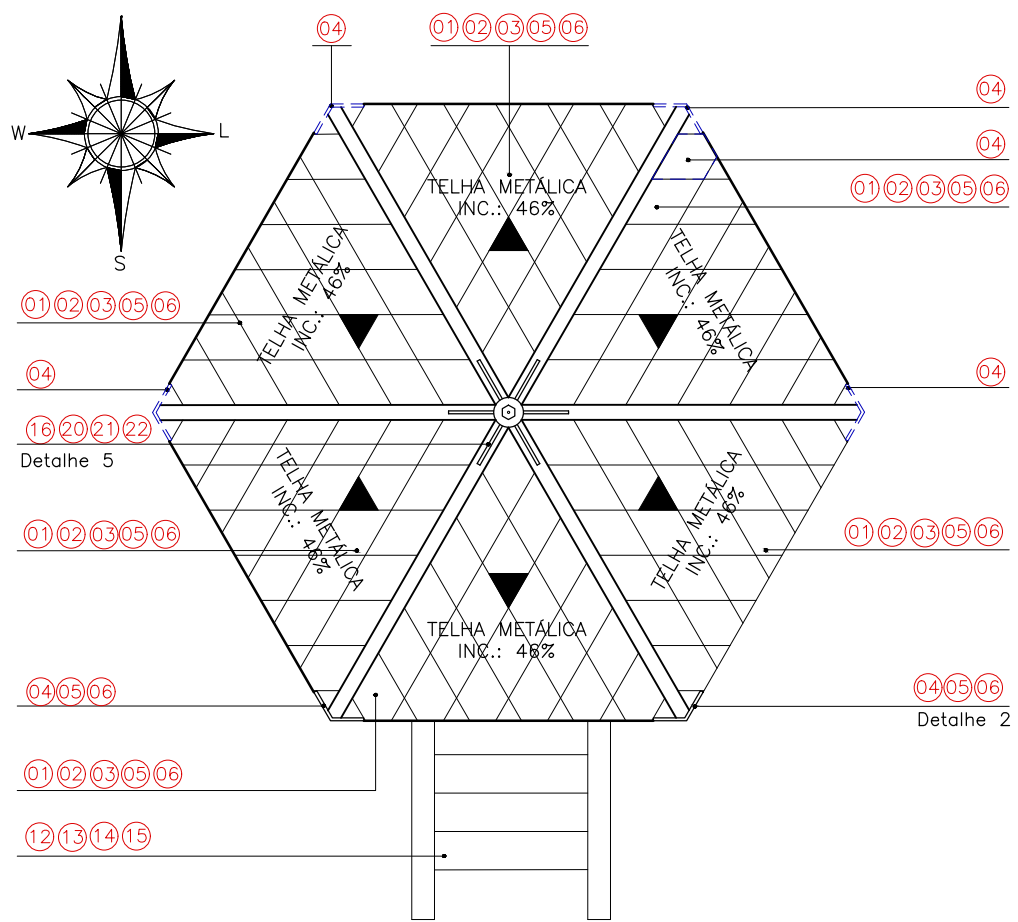 04
01 02 03 05 06
04
W
L
S
04
01 02 03 05 06
TELHA METÁLICA
INC.: 46%
TELHA METÁLICA
INC.: 46%
TELHA METÁLICA
INC.: 46%
01 02 03 05 06
04
04
16 20 21 22
Detalhe 5
TELHA METÁLICA
INC.: 46%
TELHA METÁLICA
INC.: 46%
01 02 03 05 06
01 02 03 05 06
TELHA METÁLICA
INC.: 46%
04 05 06
04 05 06
Detalhe 2
01 02 03 05 06
12 13 14 15